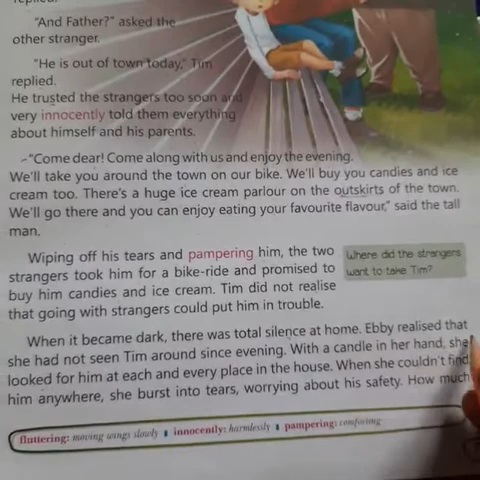 replied.
"And Father?" asked the
other stranger.
"He is out of town today," Tim
replied.
He trusted the strangers too soon and
very innocently told them everything
about himself and his parents.
"Come dear! Come along with us and enjoy the evening.
We'll take you around the town on our bike. We'll buy you candies and ice
cream too. There's a huge ice cream parlour on the outskirts of the town.
We'll go there and you can enjoy eating your favourite flavour," said the tall
man.
Wiping off his tears and pampering him, the two
strangers took him for a bike-ride and promised to
buy him candies and ice cream. Tim did not realise
that going with strangers could put him in trouble.
Where did the strangers
want to take Tim?
When it became dark, there was total silence at home. Ebby realised that
she had not seen Tim around since evening. With a candle in her hand, she
looked for him at each and every place in the house. When she couldn't find
him anywhere, she burst into tears, worrying about his safety. How much
fluttering: moving wings slowly innocently: harmlessly pampering: comforting